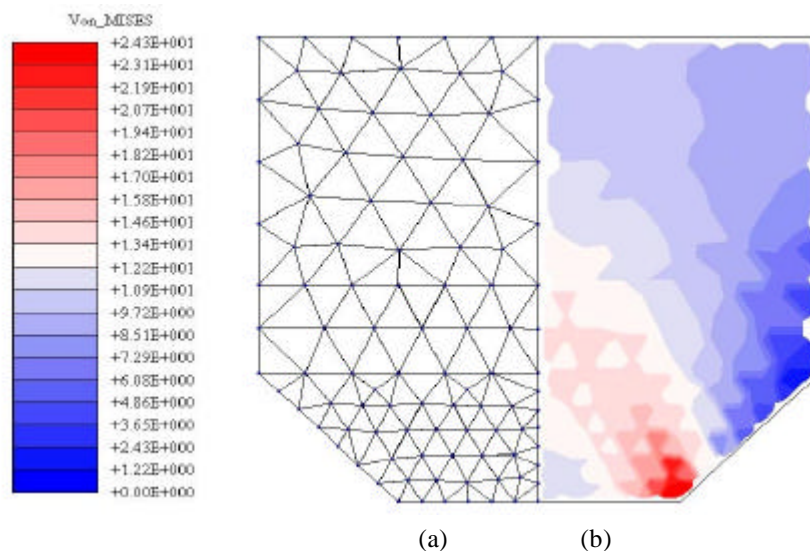 Von_MISES
+2.43E+001
+2.31E+001
+2.19E+001
+2.07E+001
+1.94E+001
+1.82E+001
+1.70E+001
+1.58E+001
+1.46E+001
+1.34E+001
+1.22E+001
+1.09E+001
+9.72E+000
+8.51E+000
+7.29E+000
+6.08E+000
+4.86E+000
+3.65E+000
+2.43E+000
+1.22E+000
+0.00E+000
(a) (b)